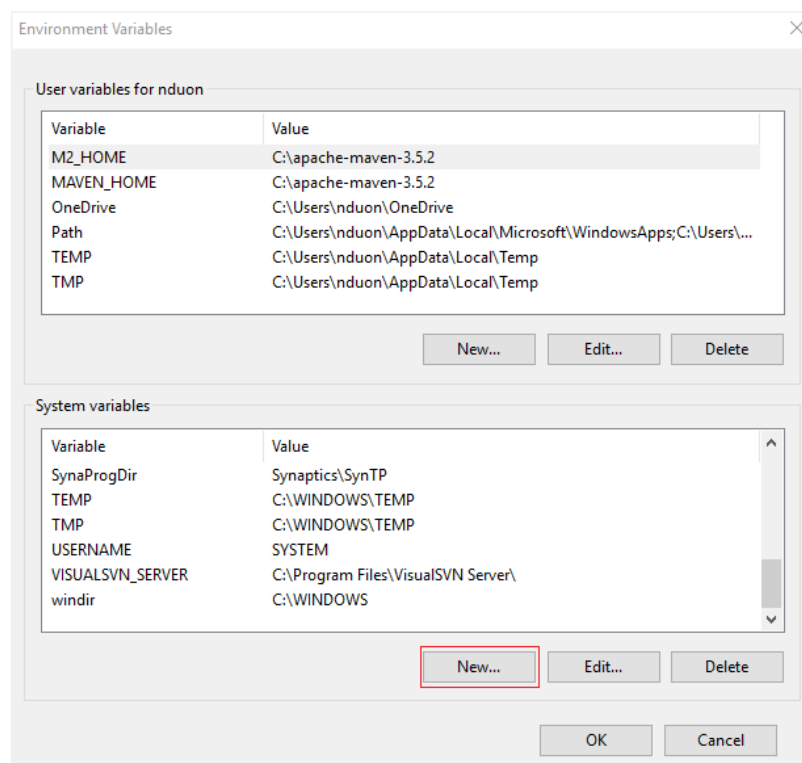 Environment Variables
User variables for nduon
Variable Value
M2_HOME C:\apache-maven-3.5.2
MAVEN_HOME C:\apache-maven-3.5.2
OneDrive C:\Users\nduon\OneDrive
Path C:\Users\nduon\AppData\Local\Microsoft\WindowsApps;C:\Users\...
TEMP C:\Users\nduon\AppData\Local\Temp
TMP C:\Users\nduon\AppData\Local\Temp
New... Edit... Delete
System variables
Variable Value
SynaProgDir Synaptics\SynTP
TEMP C:\WINDOWS\TEMP
TMP C:\WINDOWS\TEMP
USERNAME SYSTEM
VISUALSVN_SERVER C:\Program Files\VisualSVN Server\
windir C:\WINDOWS
New... Edit... Delete
OK Cancel